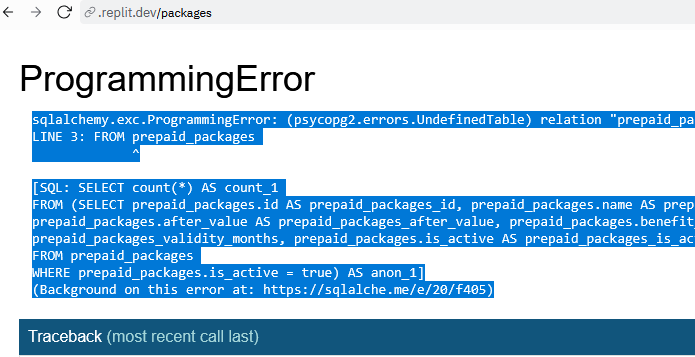 .replit.dev/packages
ProgrammingError
sqlalchemy.exc.ProgrammingError: (psycopg2.errors.UndefinedTable) relation "prepaid_pa
LINE 3: FROM prepaid_packages
^
[SQL: SELECT count(*) AS count_1
FROM (SELECT prepaid_packages.id AS prepaid_packages_id, prepaid_packages.name AS prep
prepaid_packages.after_value AS prepaid_packages_after_value, prepaid_packages.benefit
prepaid_packages_validity_months, prepaid_packages.is_active AS prepaid_packages_is_ac
FROM prepaid_packages
WHERE prepaid_packages.is_active = true) AS anon_1]
(Background on this error at: https://sqlalche.me/e/20/f405)
Traceback (most recent call last)